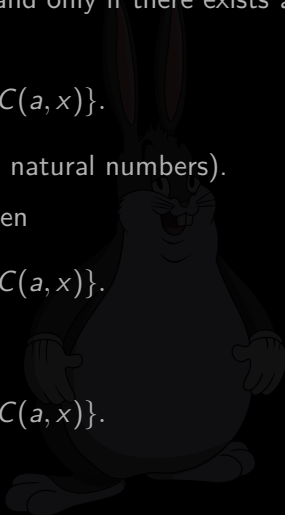 and only if there exists a
C(a, x)}.
natural numbers).
en
C(a, x)}.
C(a, x)}.